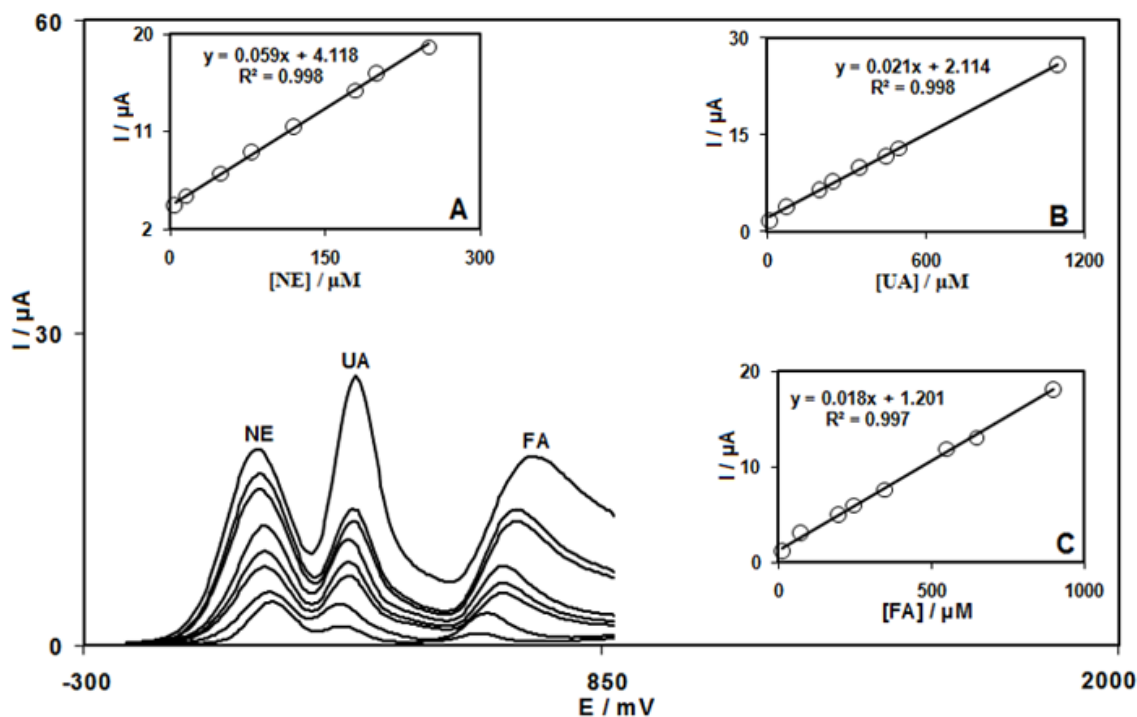 60
20
y = 0.059x + 4.118
R² = 0.998
I / µA
11
A
2
0
150
300
[NE] / µM
30
y = 0.021x + 2.114
R² = 0.998
I / µA
15
B
0
0
600
1200
[UA] / µM
I / µA
30
UA
NE
FA
20
y = 0.018x + 1.201
R² = 0.997
I / µA
10
C
0
0
500
1000
[FA] / µM
0
-300
850
2000
E / mV